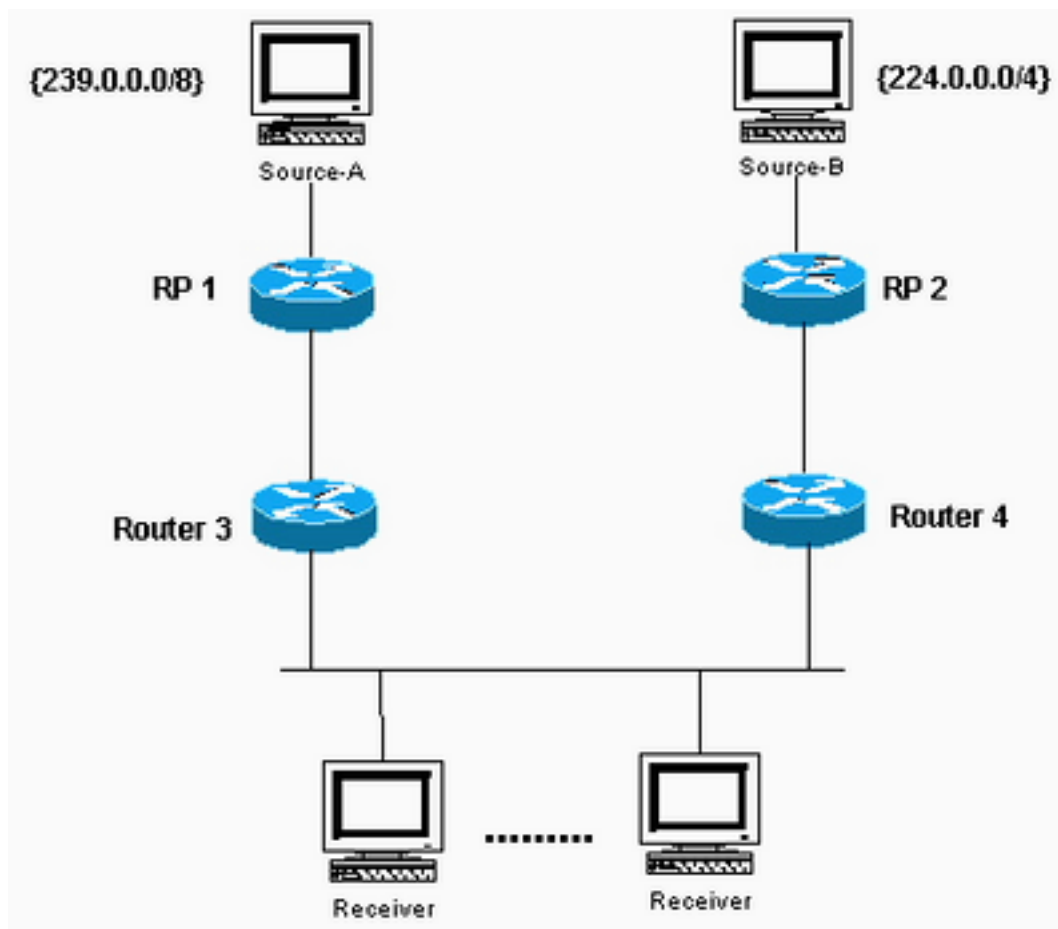 {239.0.0.0/8}
{224.0.0.0/4}
Source-A
Source-B
RP 1
RP 2
Router 3
Router 4
Receiver
Receiver